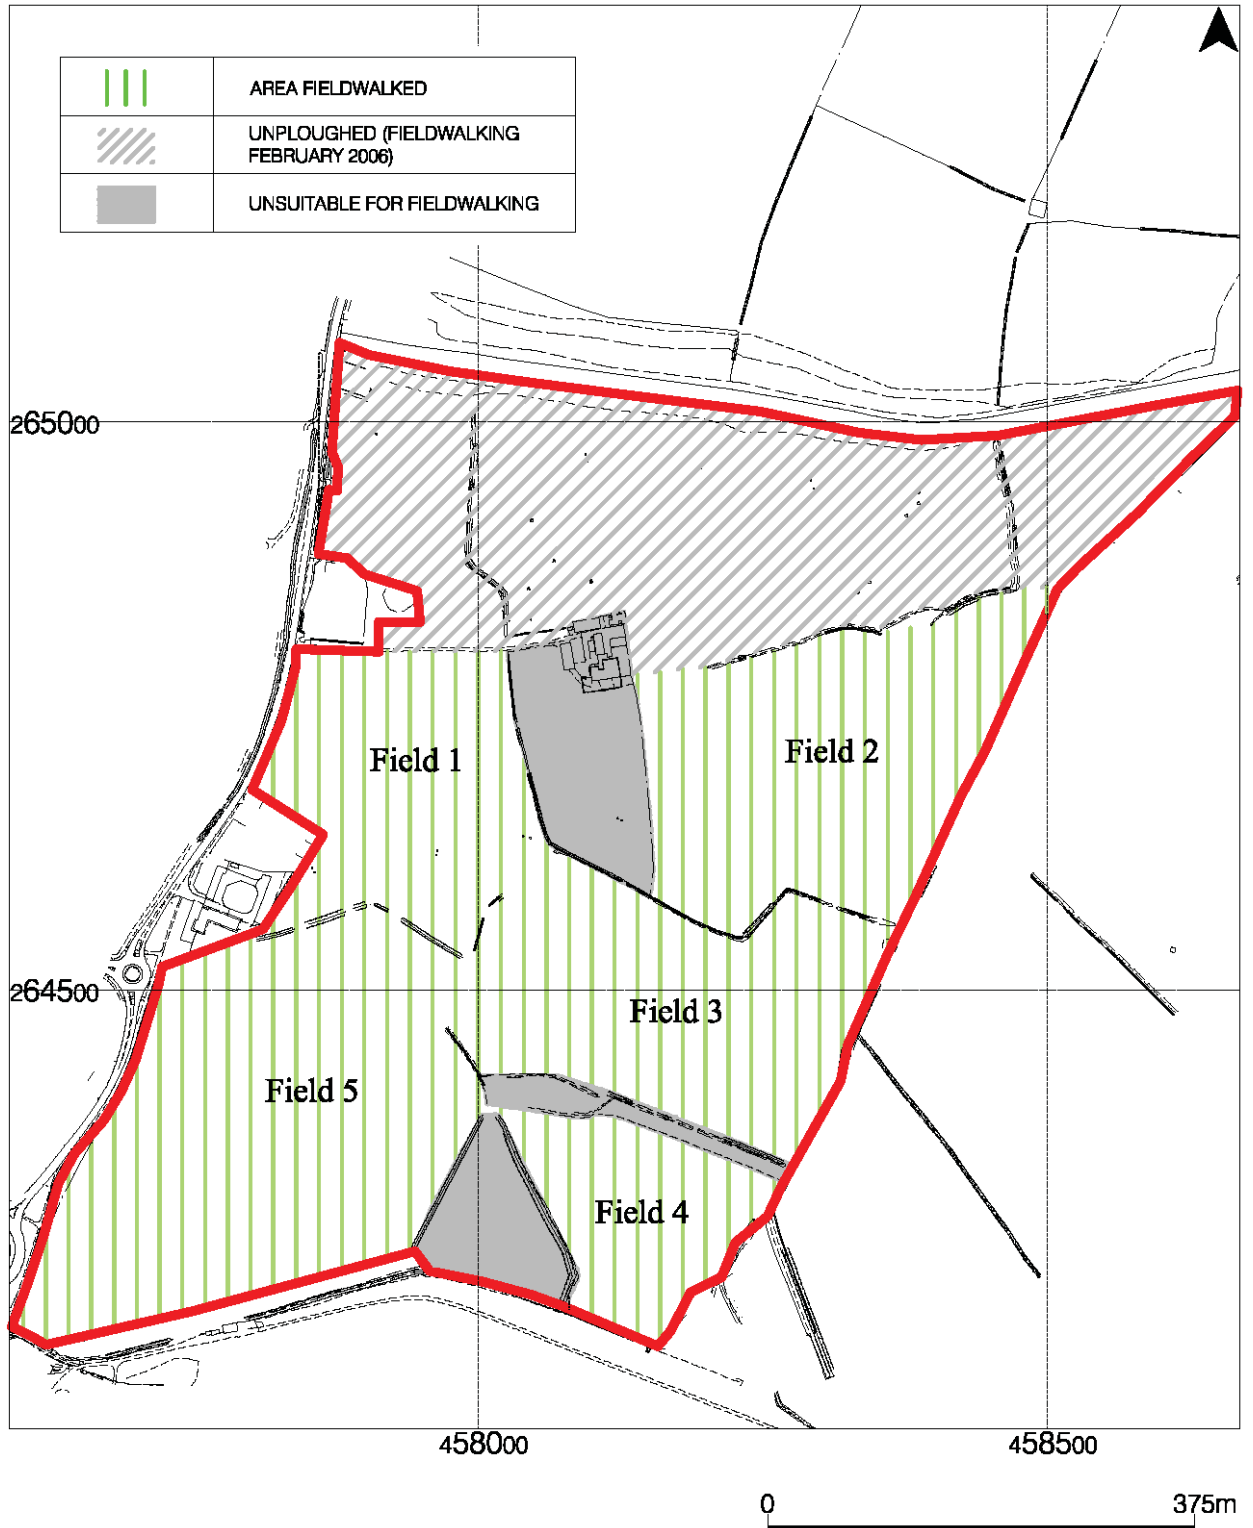 AREA FIELDWALKED
UNPLOUGHED (FIELDWALKING
FEBRUARY 2006)
UNSUITABLE FOR FIELDWALKING
265000
Field 1
Field 2
264500
Field 3
Field 5
Field 4
458000
458500
0
375m